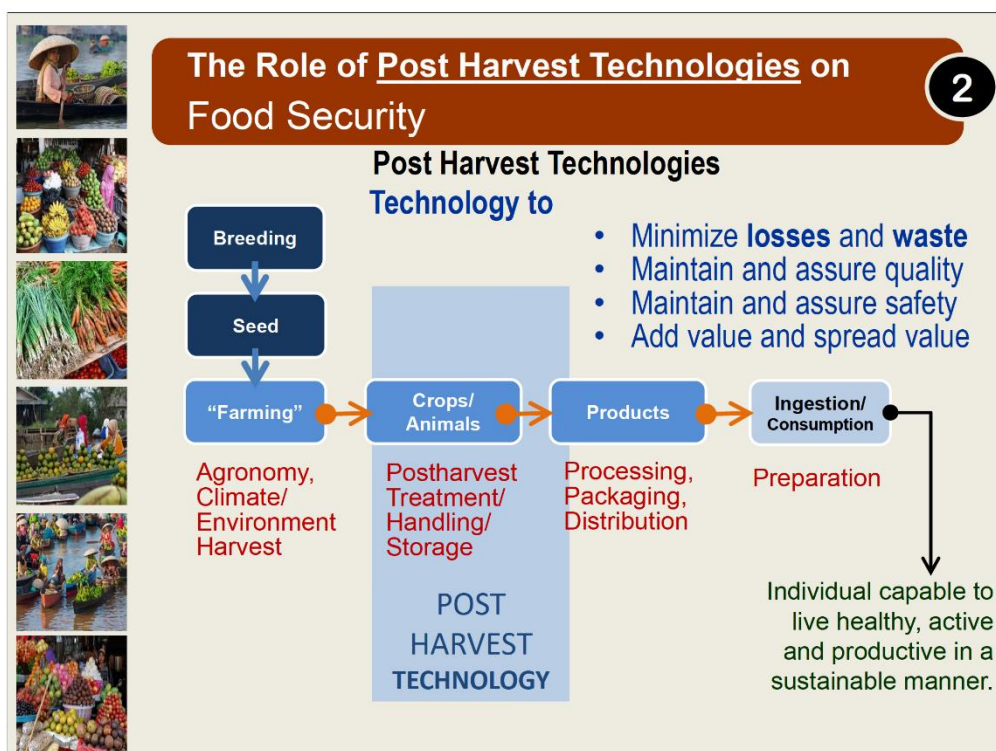 The Role of Post Harvest Technologies on
Food Security
2
Post Harvest Technologies
Technology to
• Minimize losses and waste
• Maintain and assure quality
• Maintain and assure safety
• Add value and spread value
Breeding
Seed
“Farming”
Crops/
Animals
Products
Ingestion/
Consumption
Agronomy,
Climate/
Environment
Harvest
Postharvest
Treatment/
Handling/
Storage
Processing,
Packaging,
Distribution
Preparation
POST
HARVEST
TECHNOLOGY
Individual capable to
live healthy, active
and productive in a
sustainable manner.